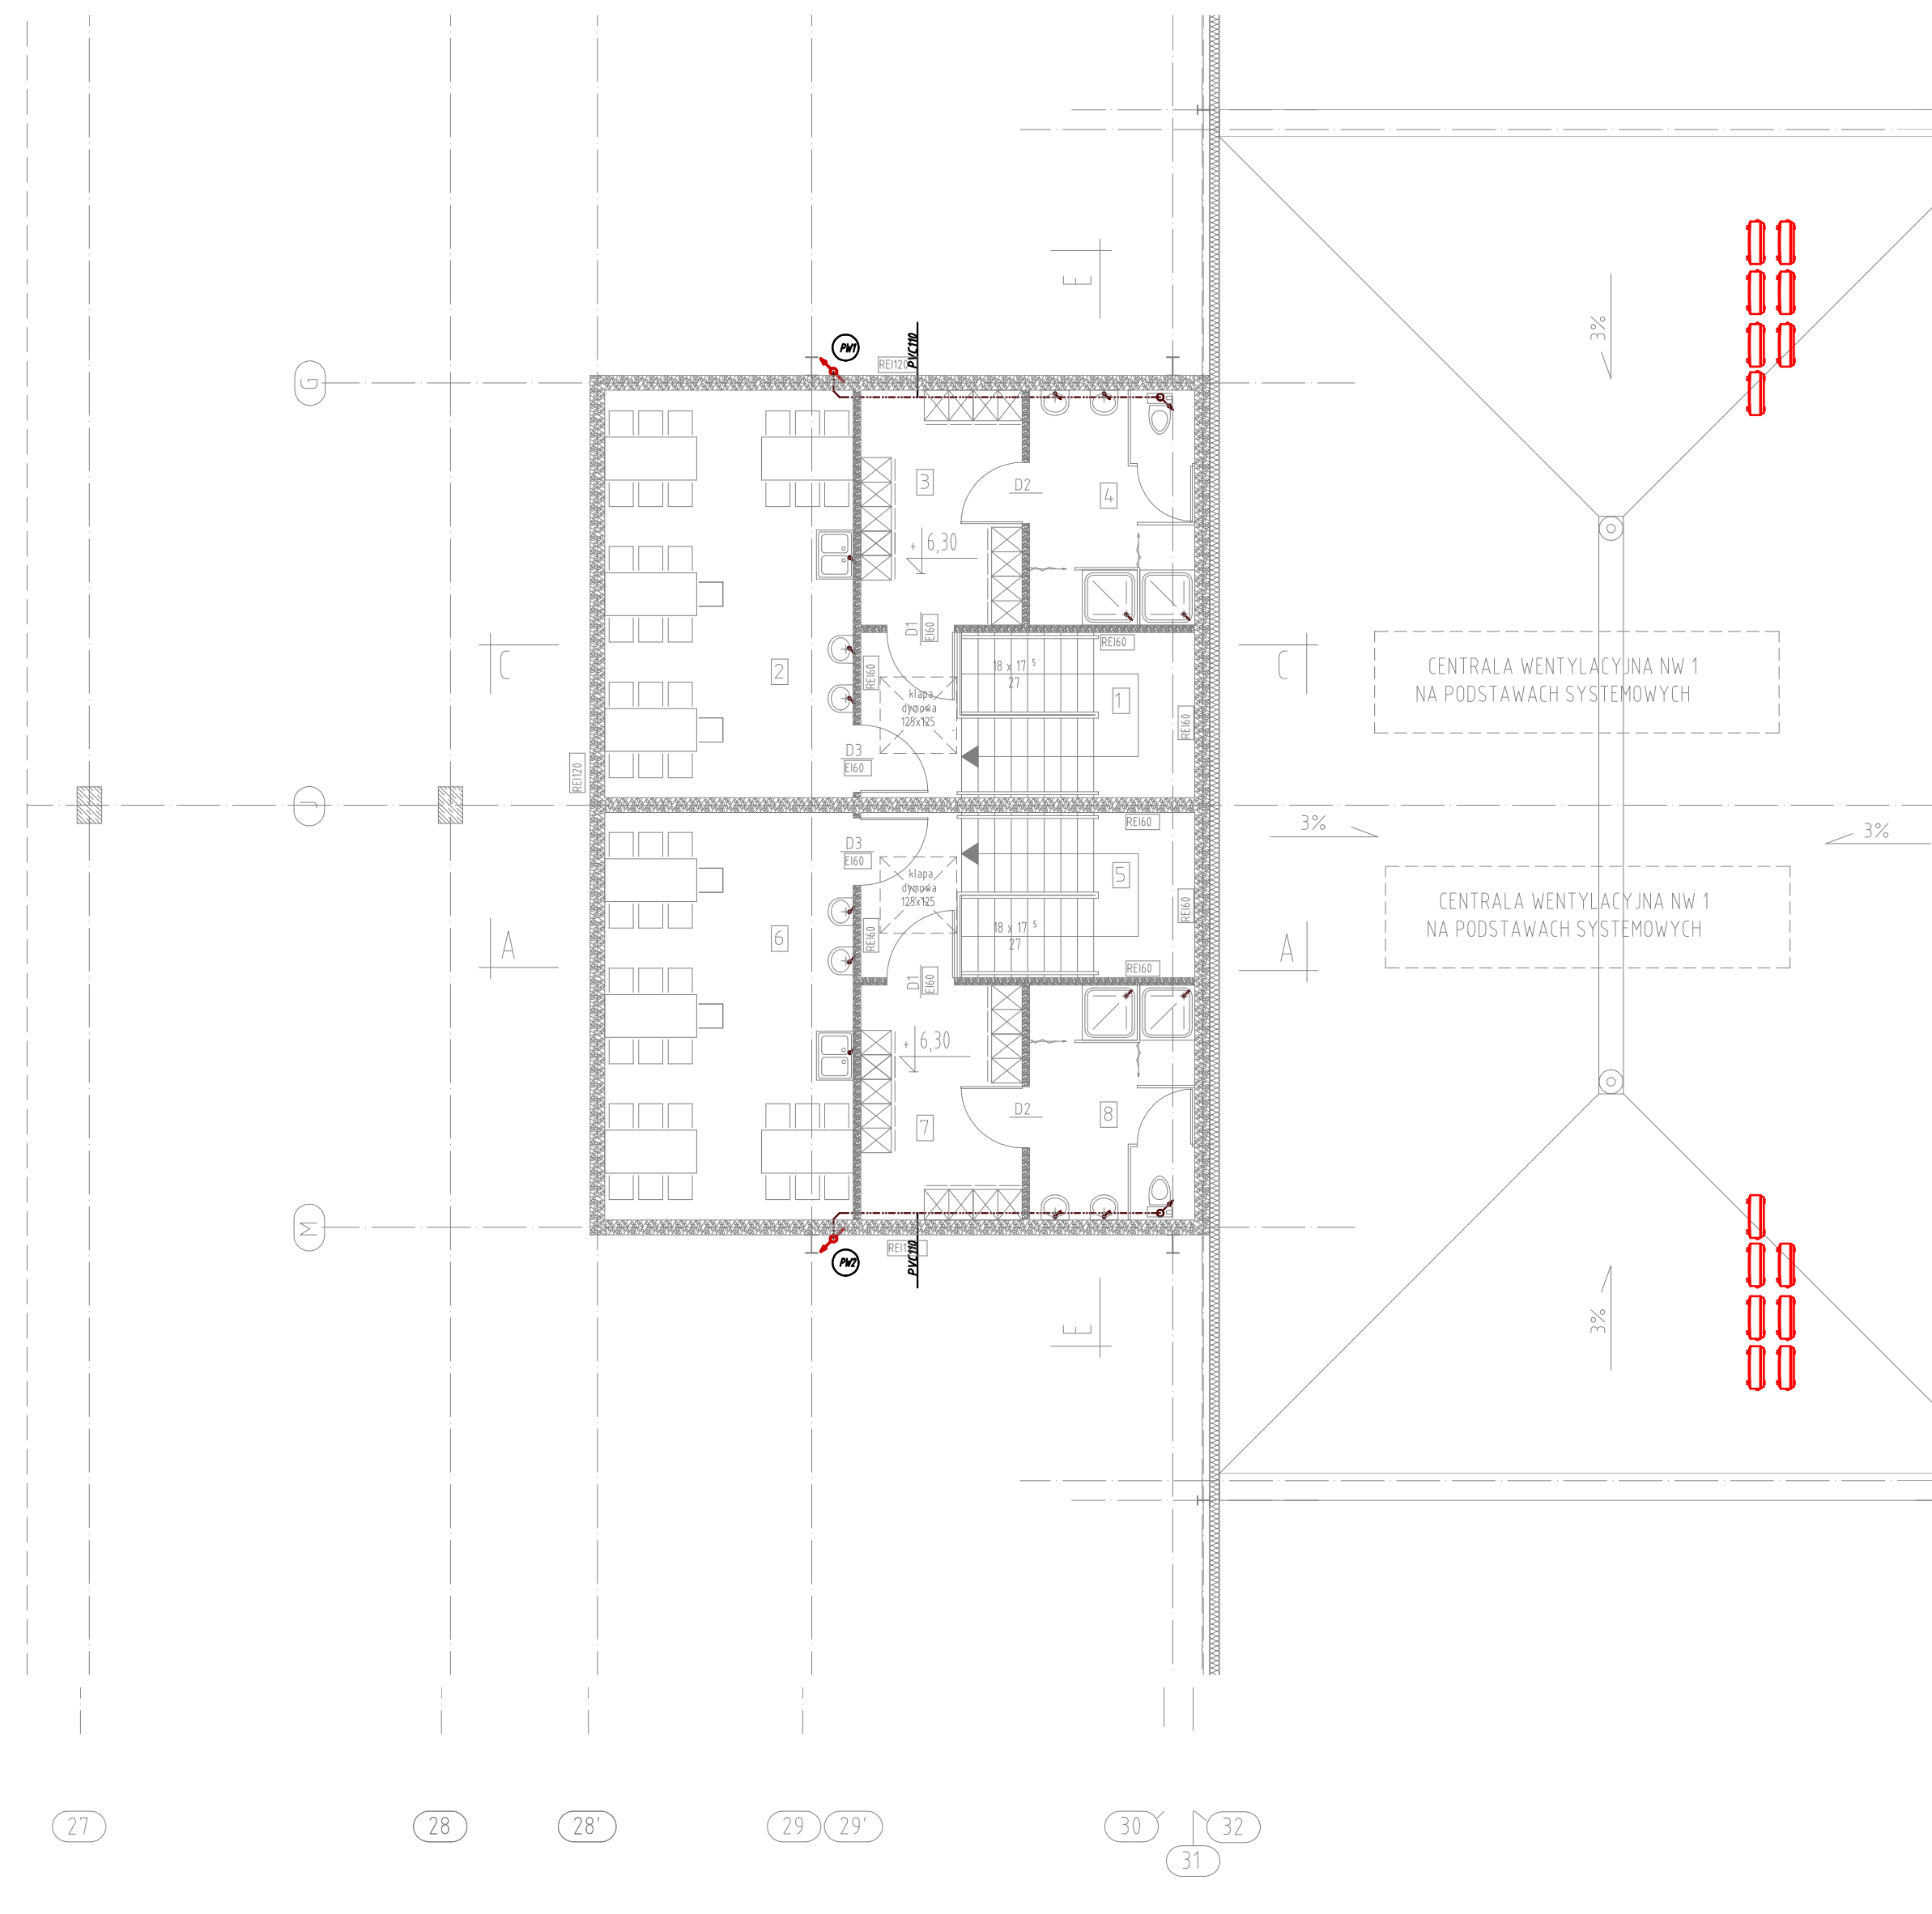 E
3%
PW1
REI120
PVC110
G
3
D2
4
+ 6,30
D1
EI60
REI60
C
C
2
REI60
18 x 17 5
27
klapa
dymowa
125x125
1
REI60
CENTRALA WENTYLACYJNA NW 1
NA PODSTAWACH SYSTEMOWYCH
D3
EI60
REI120
J
3%
3%
REI60
D3
EI60
klapa
dymowa
125x125
5
REI60
CENTRALA WENTYLACYJNA NW 1
NA PODSTAWACH SYSTEMOWYCH
A
A
6
REI60
18 x 17 5
27
REI60
D1
EI60
+ 6,30
7
D2
8
M
PW2
PVC110
E
3%
27
28
28'
29
29'
30
32
31